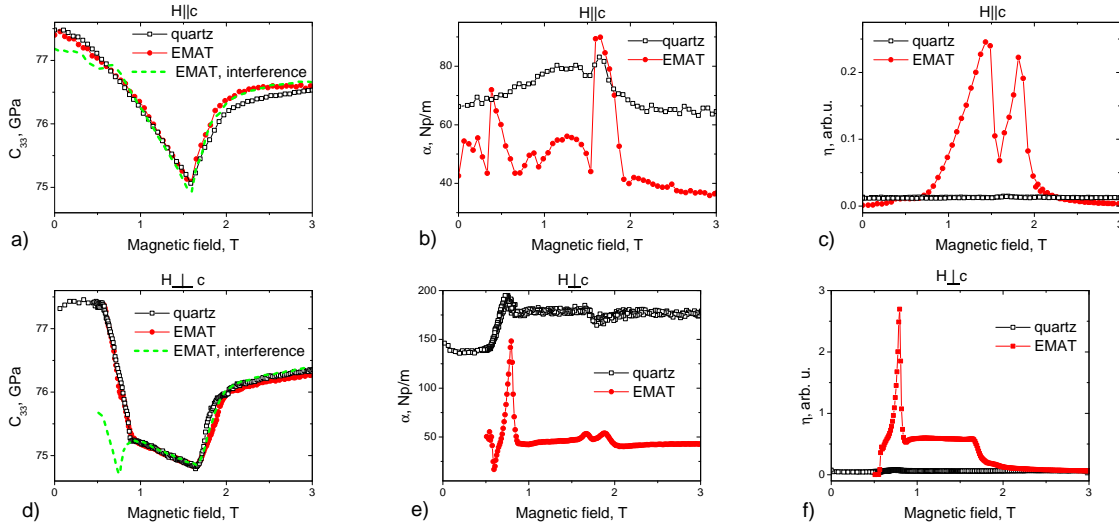 H||c
quartz
EMAT
EMAT, interference
77
76
75
C33, GPa
0 1 2 3
Magnetic field, T
a)
H||c
quartz
EMAT
80
60
40
α, Np/m
0 1 2 3
Magnetic field, T
b)
H||c
quartz
EMAT
0.2
0.1
0.0
η, arb.u.
0 1 2 3
Magnetic field, T
c)
H⊥c
quartz
EMAT
EMAT, interference
77
76
75
C33, GPa
0 1 2 3
Magnetic field, T
d)
H⊥c
quartz
EMAT
200
150
100
50
α, Np/m
0 1 2 3
Magnetic field, T
e)
H⊥c
quartz
EMAT
3
2
1
0
η, arb. u.
0 1 2 3
Magnetic field, T
f)